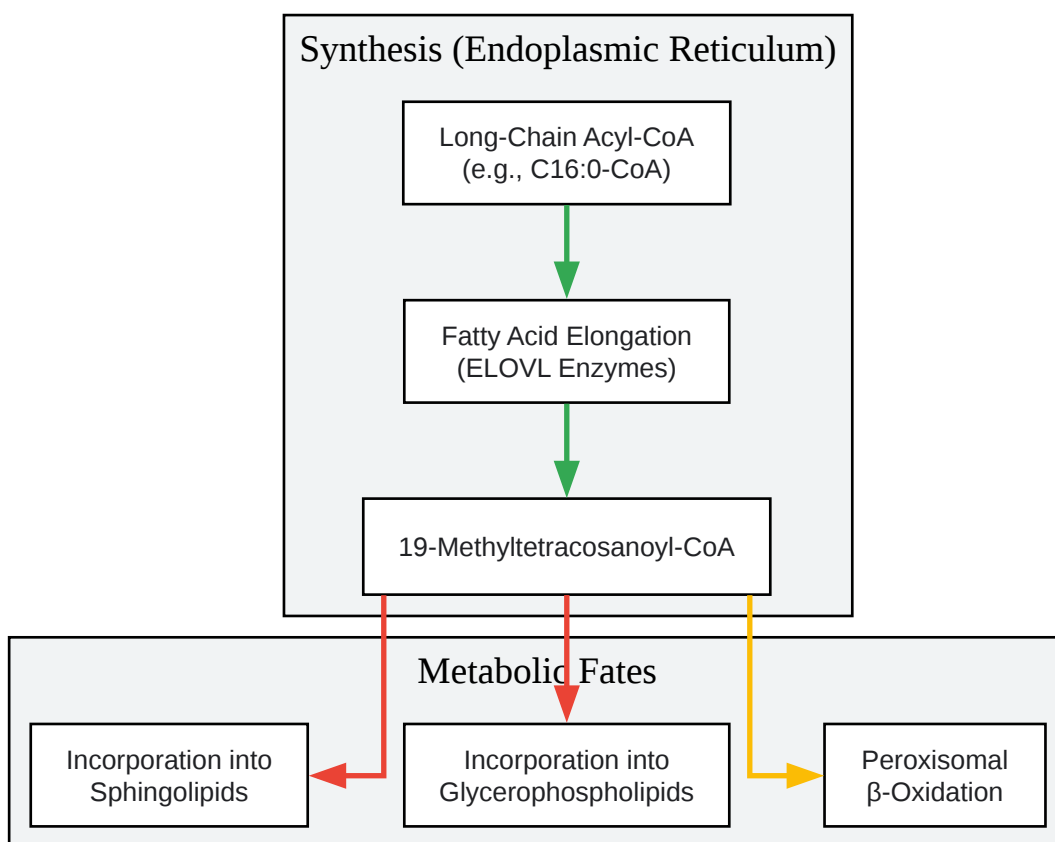 Synthesis (Endoplasmic Reticulum)
Long-Chain Acyl-CoA
(e.g., C16:0-CoA)
Fatty Acid Elongation
(ELOVL Enzymes)
19-Methyltetracosanoyl-CoA
Metabolic Fates
Incorporation into
Sphingolipids
Incorporation into
Glycerophospholipids
Peroxisomal
β-Oxidation